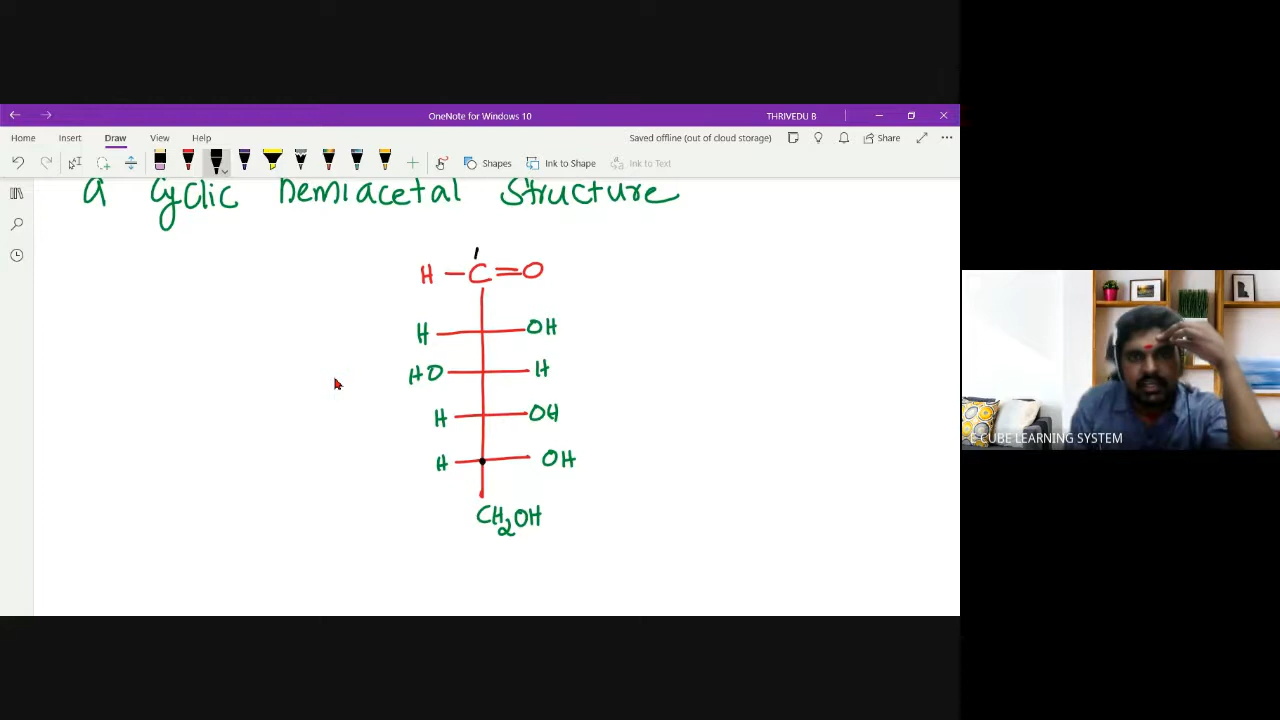 OneNote for Windows 10
THRIVEDU B
Home Insert Draw View Help
Saved offline (out of cloud storage)
Share
Shapes Ink to Shape Ink to Text
a Cyclic Demiacetal Structure
1
H - C = O
H OH
HO H
H OH
H OH
CH2OH
E CUBE LEARNING SYSTEM